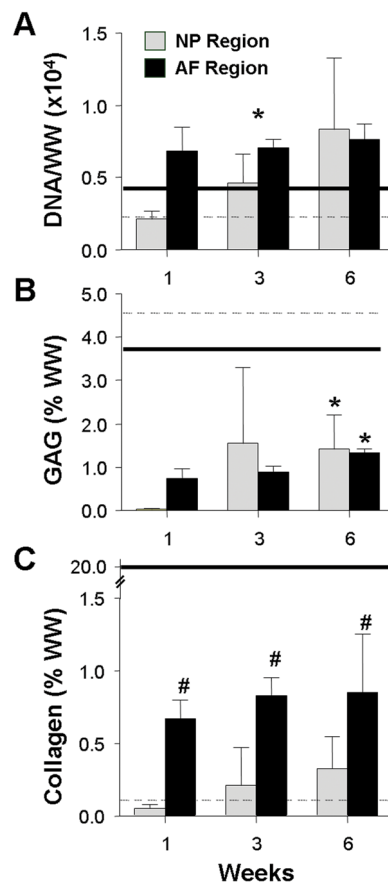 A
DNA/WW (x10⁴)
1.5
1.0
0.5
0.0
NP Region
AF Region
*
1 3 6
B
GAG (% WW)
5.0
4.0
3.0
2.0
1.0
0.0
*
*
1 3 6
C
Collagen (% WW)
20.0
1.5
1.0
0.5
0.0
# # #
1 3 6
Weeks